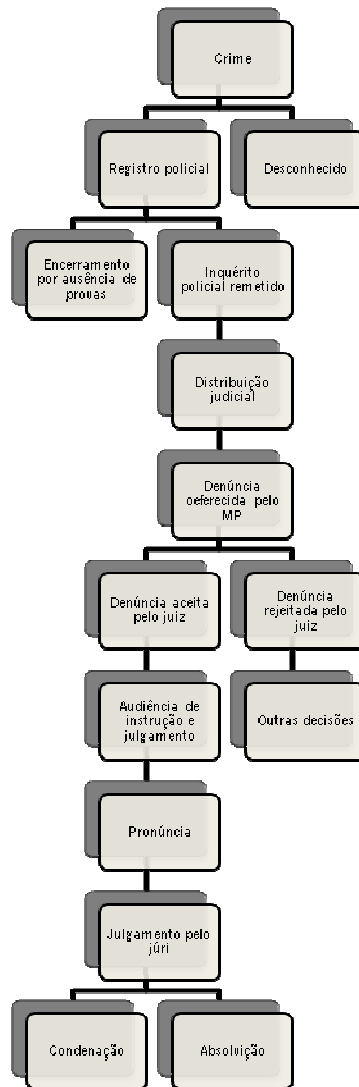 Crime
Registro policial
Desconhecido
Encerramento
por ausência de
provas
Inquérito
policial remetido
Distribuição
judicial
Denúncia
oeferecida pelo
MP
Denúncia aceita
pelo juiz
Denúncia
rejeitada pelo
juiz
Audiência de
instrução e
julgamento
Outras decisões
Pronúncia
Julgamento pelo
júri
Condenação
Absolvição